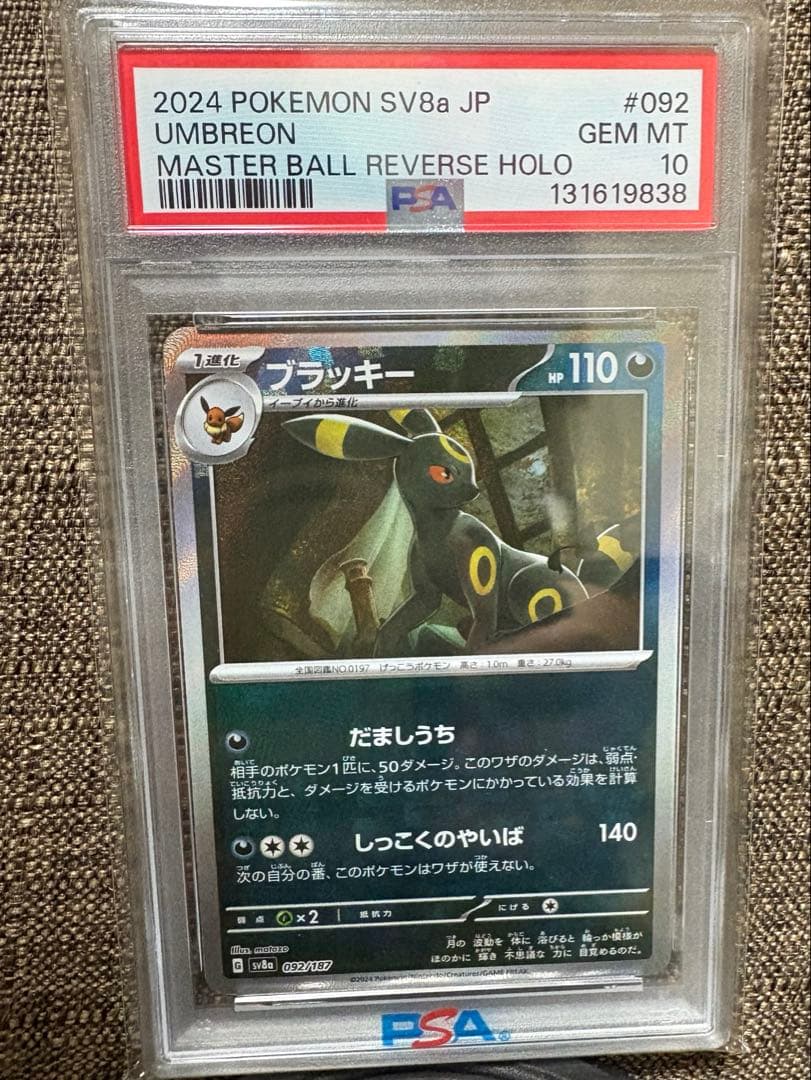 2024 POKEMON SV8a JP #092
UMBREON GEM MT
MASTER BALL REVERSE HOLO 10
PSA 131619838
1進化 ブラッキー HP 110
イーブイから進化
全国図鑑NO.0197 げっこうポケモン 高さ:1.0m 重さ:27.0kg
だましうち
相手のポケモン1匹に、50ダメージ。このワザのダメージは、弱点・
抵抗力と、ダメージを受けるポケモンにかかっている効果を計算
しない。
しっこくのやいば 140
次の自分の番、このポケモンはワザが使えない。
弱点 ×2 抵抗力 にげる
Illus. matazo
月の 波動を 体に 浴びると 輪っか模様が
ほのかに 輝き 不思議な 力に 目覚めるのだ。
G SV8a 092/187
©2024 Pokémon/Nintendo/Creatures/GAME FREAK.
PSA®